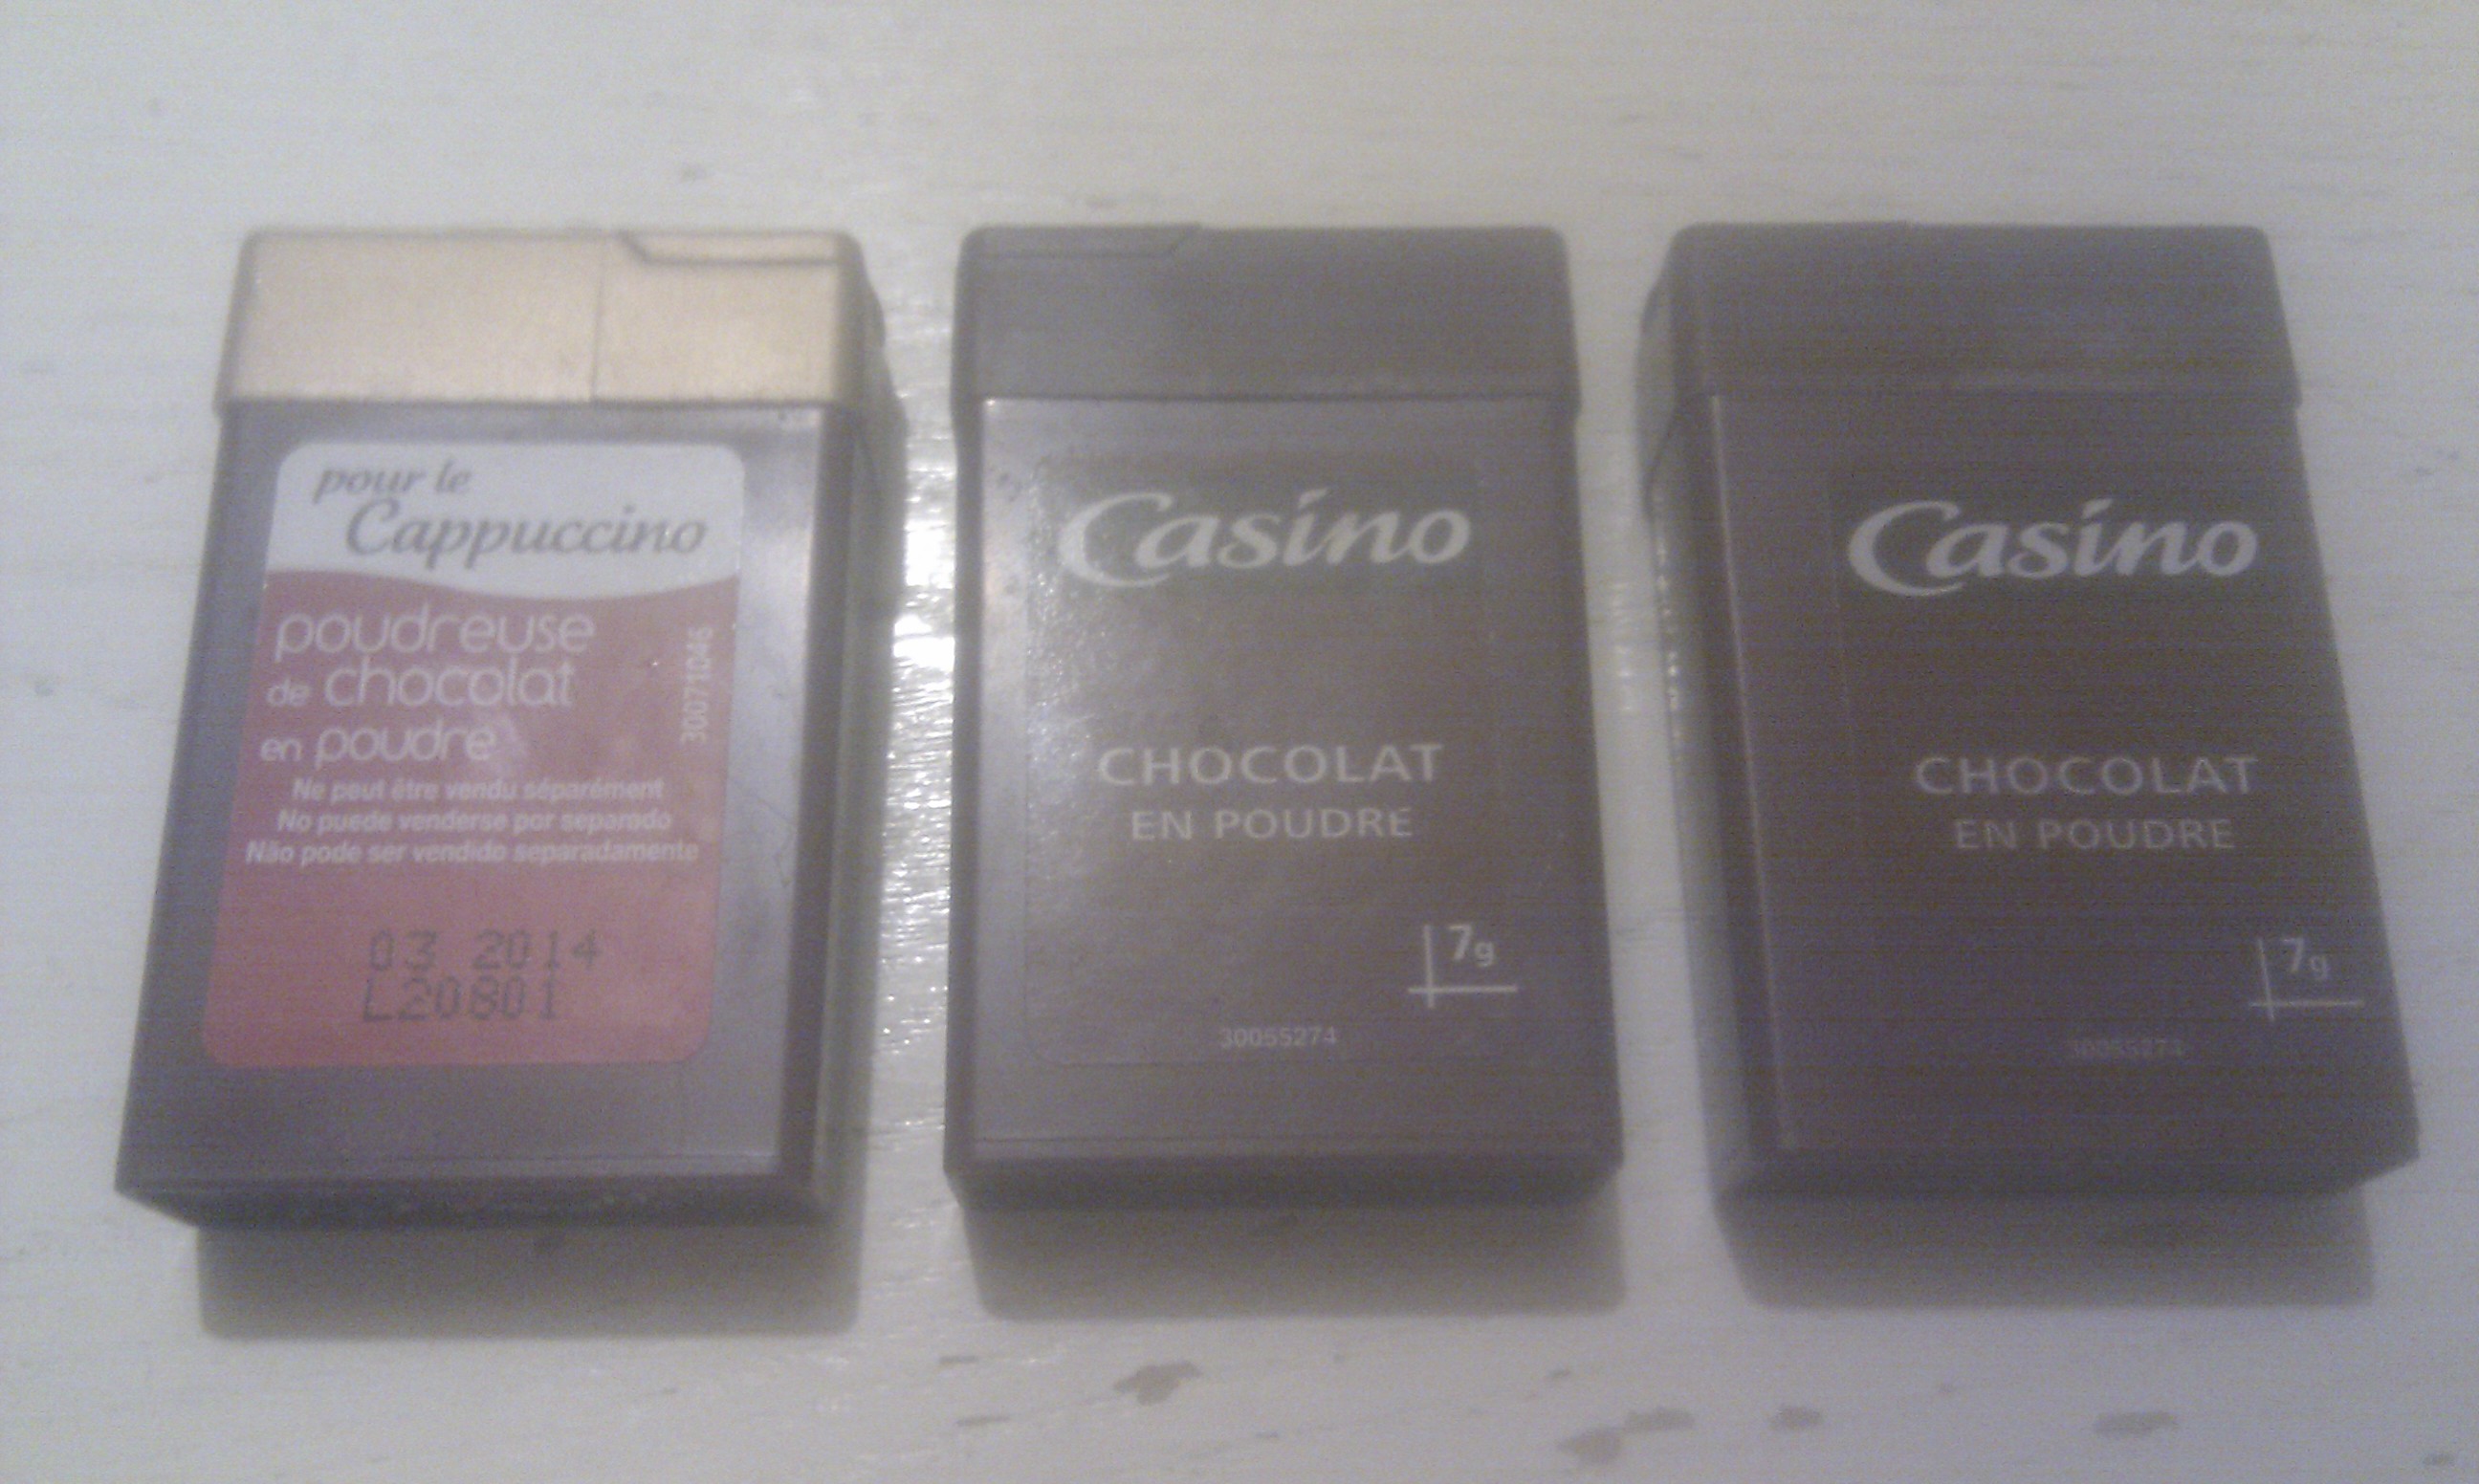 pour le
Cappuccino
poudreuse
de chocolat
en poudre
30071046
Ne peut être vendu séparément
No puede venderse por separado
Não pode ser vendido separadamente
03 2014
L20801
Casino
CHOCOLAT
EN POUDRE
7g
30055274
Casino
CHOCOLAT
EN POUDRE
7g
30055274